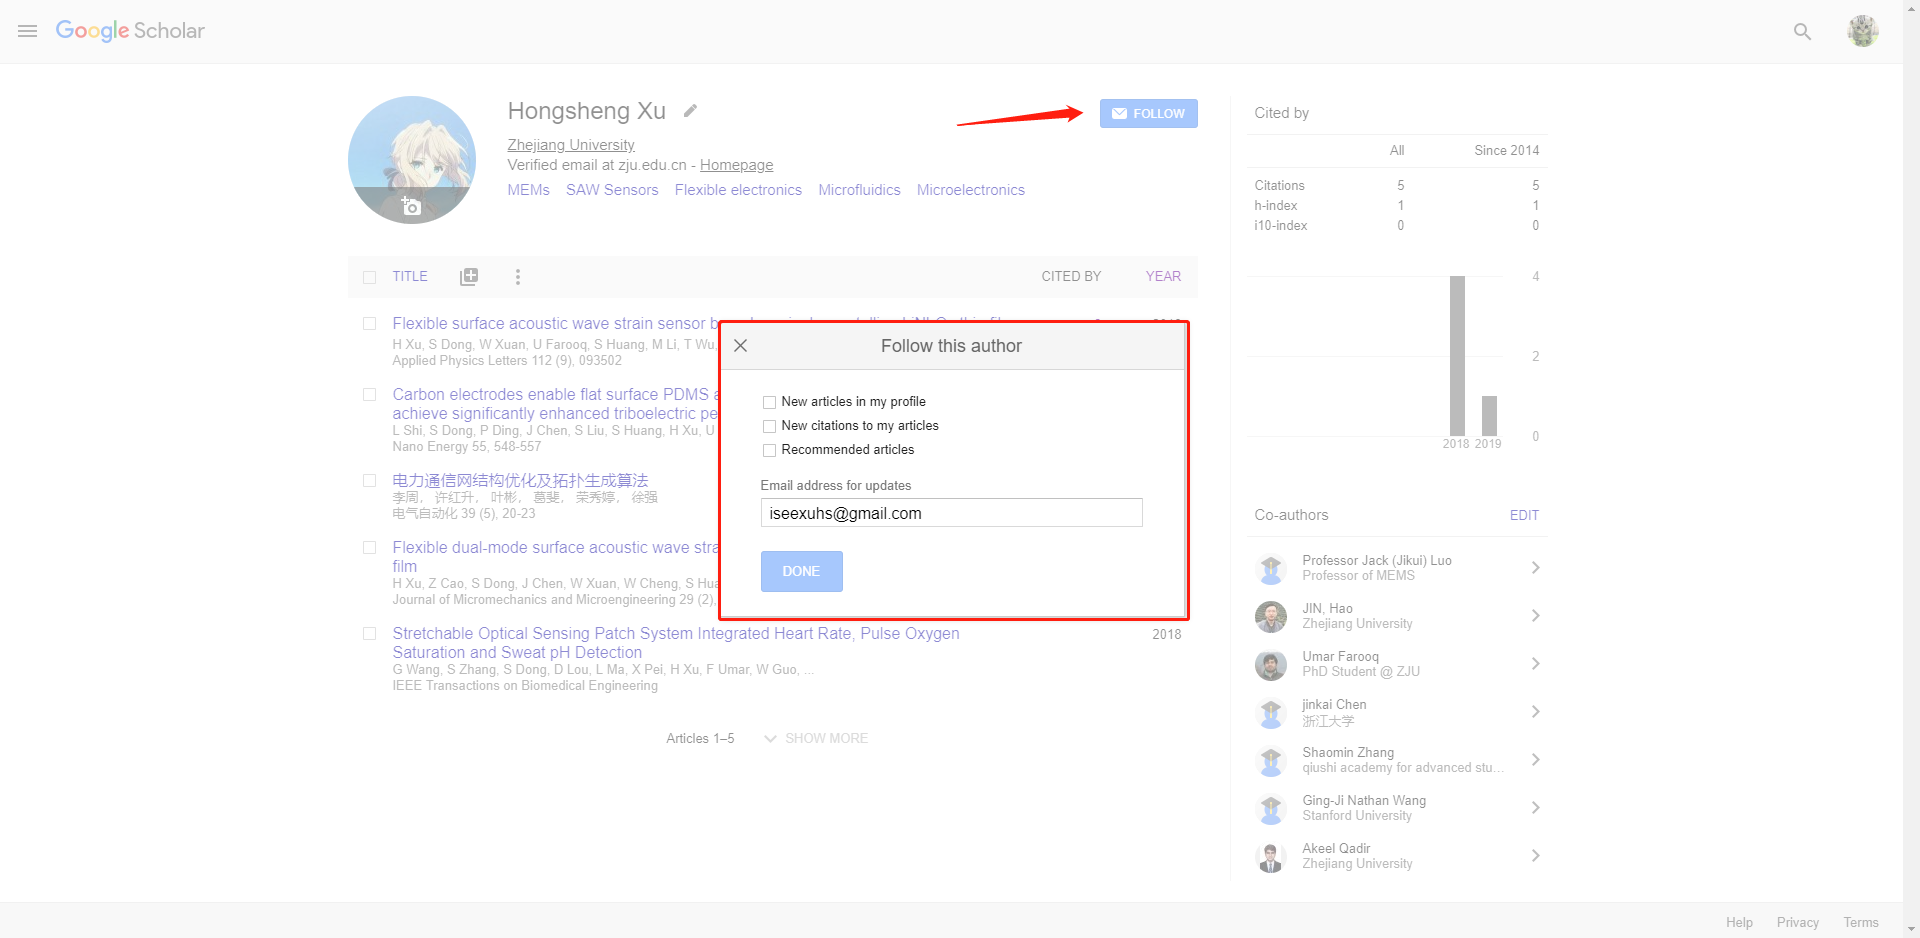 Google Scholar
Hongsheng Xu
FOLLOW
Zhejiang University
Verified email at zju.edu.cn - Homepage
MEMs SAW Sensors Flexible electronics Microfluidics Microelectronics
TITLE CITED BY YEAR
Flexible surface acoustic wave strain sensor
H Xu, S Dong, W Xuan, U Farooq, S Huang, M Li, T Wu,
Applied Physics Letters 112 (9), 093502
Carbon electrodes enable flat surface PDMS
achieve significantly enhanced triboelectric
L Shi, S Dong, P Ding, J Chen, S Liu, S Huang, H Xu, U
Nano Energy 55, 548-557
电力通信网结构优化及拓扑生成算法
李周, 许红升, 叶彬, 葛斐, 荣秀婷, 徐强
电气自动化 39 (5), 20-23
Flexible dual-mode surface acoustic wave
film
H Xu, Z Cao, S Dong, J Chen, W Xuan, W Cheng, S
Journal of Micromechanics and Microengineering 29 (2),
Stretchable Optical Sensing Patch System Integrated Heart Rate, Pulse Oxygen 2018
Saturation and Sweat pH Detection
G Wang, S Zhang, S Dong, D Lou, L Ma, X Pei, H Xu, F Umar, W Guo, ...
IEEE Transactions on Biomedical Engineering
Articles 1–5 SHOW MORE
Follow this author
New articles in my profile
New citations to my articles
Recommended articles
Email address for updates
iseexuhs@gmail.com
DONE
Cited by
All Since 2014
Citations 5 5
h-index 1 1
i10-index 0 0
4
2
0
2018 2019
Co-authors EDIT
Professor Jack (Jikui) Luo
Professor of MEMS
JIN, Hao
Zhejiang University
Umar Farooq
PhD Student @ ZJU
jinkai Chen
浙江大学
Shaomin Zhang
qiushi academy for advanced stu...
Ging-Ji Nathan Wang
Stanford University
Akeel Qadir
Zhejiang University
Help Privacy Terms